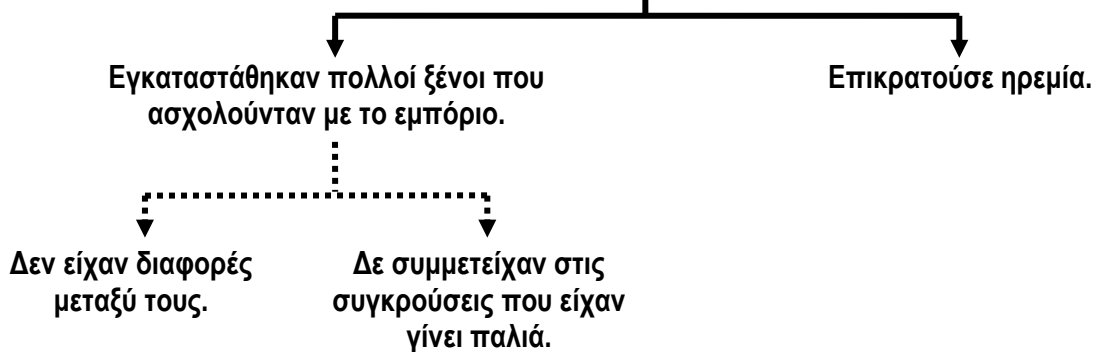 Εγκαταστάθηκαν πολλοί ξένοι που
ασχολούνταν με το εμπόριο.
Επικρατούσε ηρεμία.
Δεν είχαν διαφορές
μεταξύ τους.
Δε συμμετείχαν στις
συγκρούσεις που είχαν
γίνει παλιά.